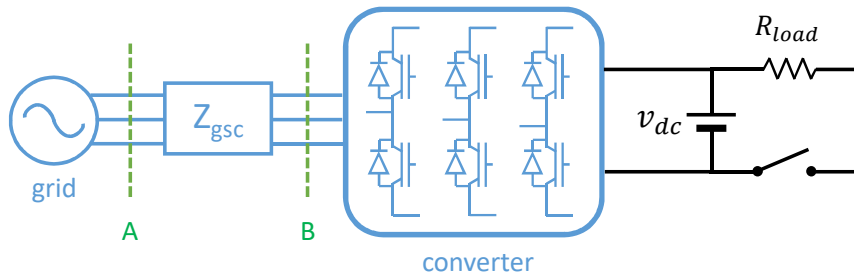 R_load
Z_gsc
v_dc
grid
A
B
converter